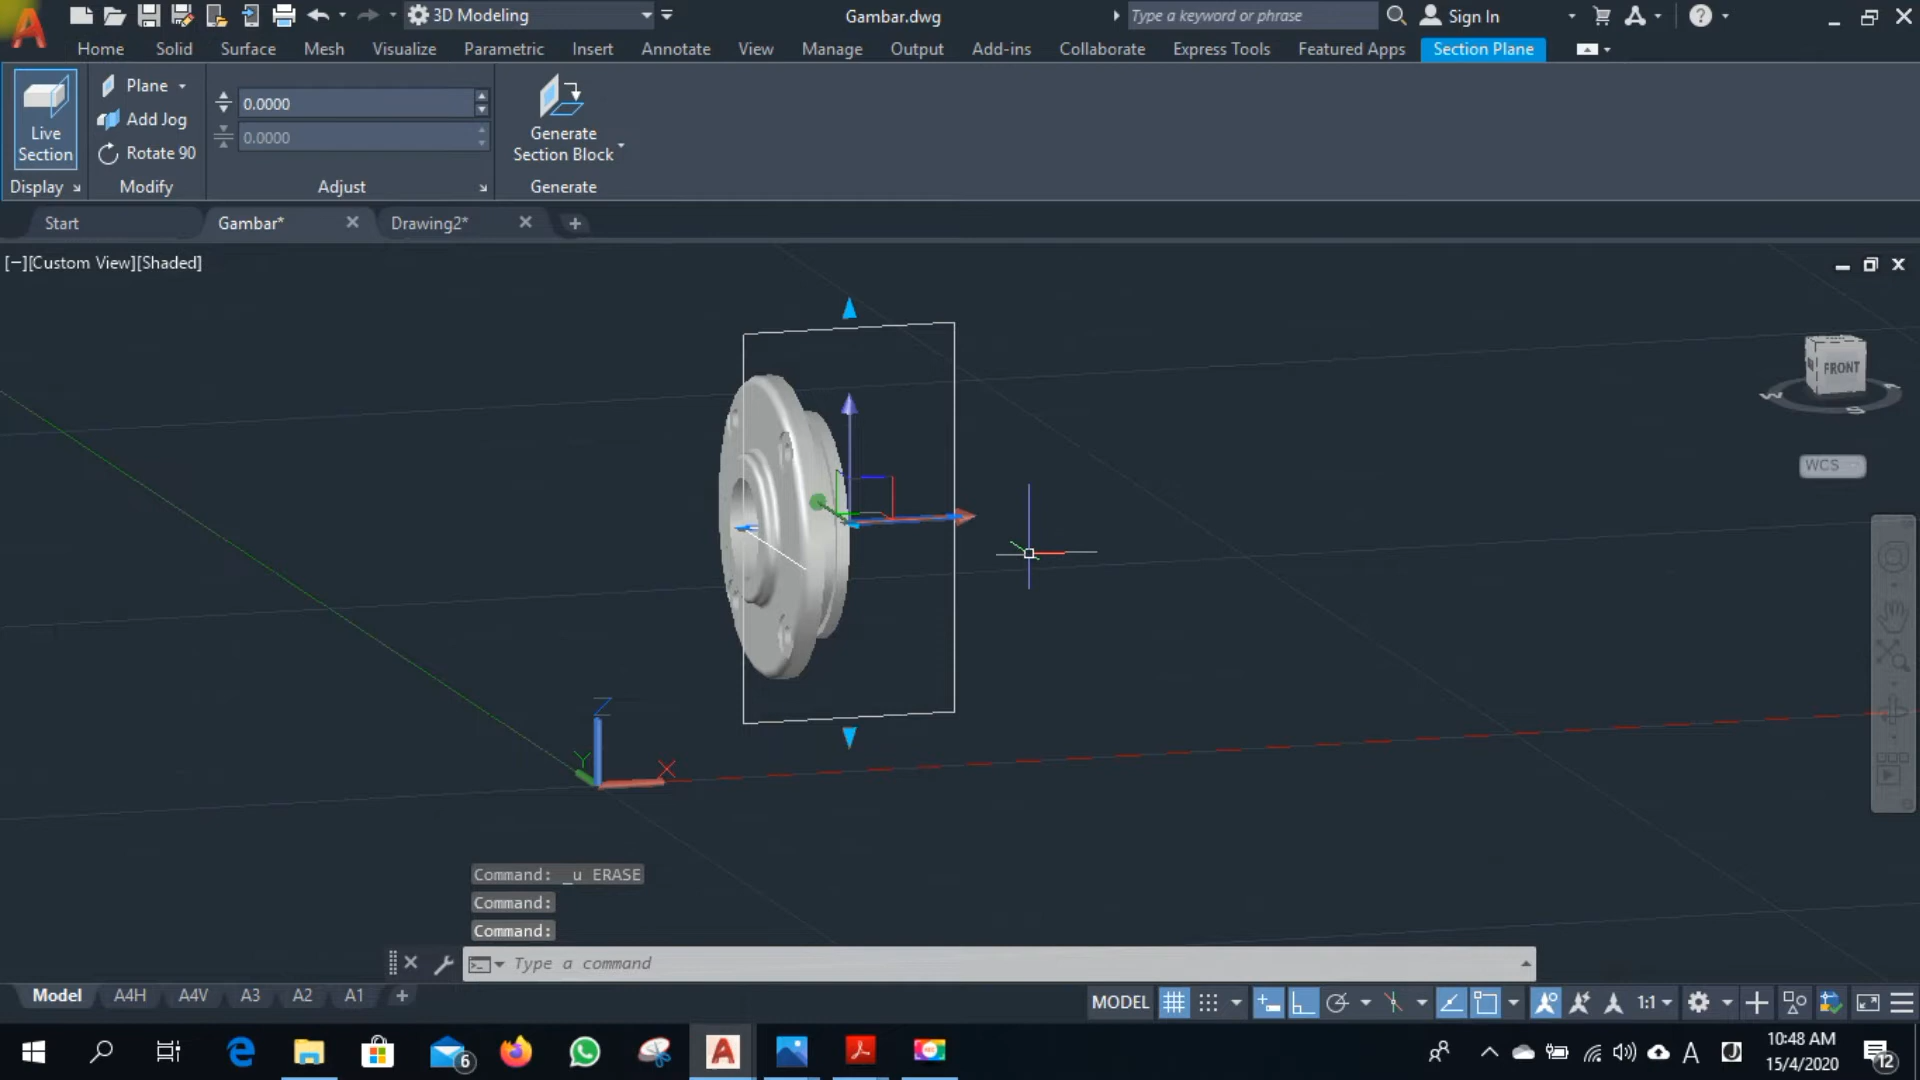 3D Modeling
Gambar.dwg
Type a keyword or phrase
Sign In
Home Solid Surface Mesh Visualize Parametric Insert Annotate View Manage Output Add-ins Collaborate Express Tools Featured Apps Section Plane
Live Section
Plane
Add Jog
Rotate 90
0.0000
0.0000
Generate Section Block
Display Modify Adjust Generate
Start Gambar* Drawing2*
[−][Custom View][Shaded]
FRONT
W S
WCS
Z
Y X
Command: _u ERASE
Command:
Command:
Type a command
Model A4H A4V A3 A2 A1
MODEL 1:1
6
A
10:48 AM
15/4/2020
12